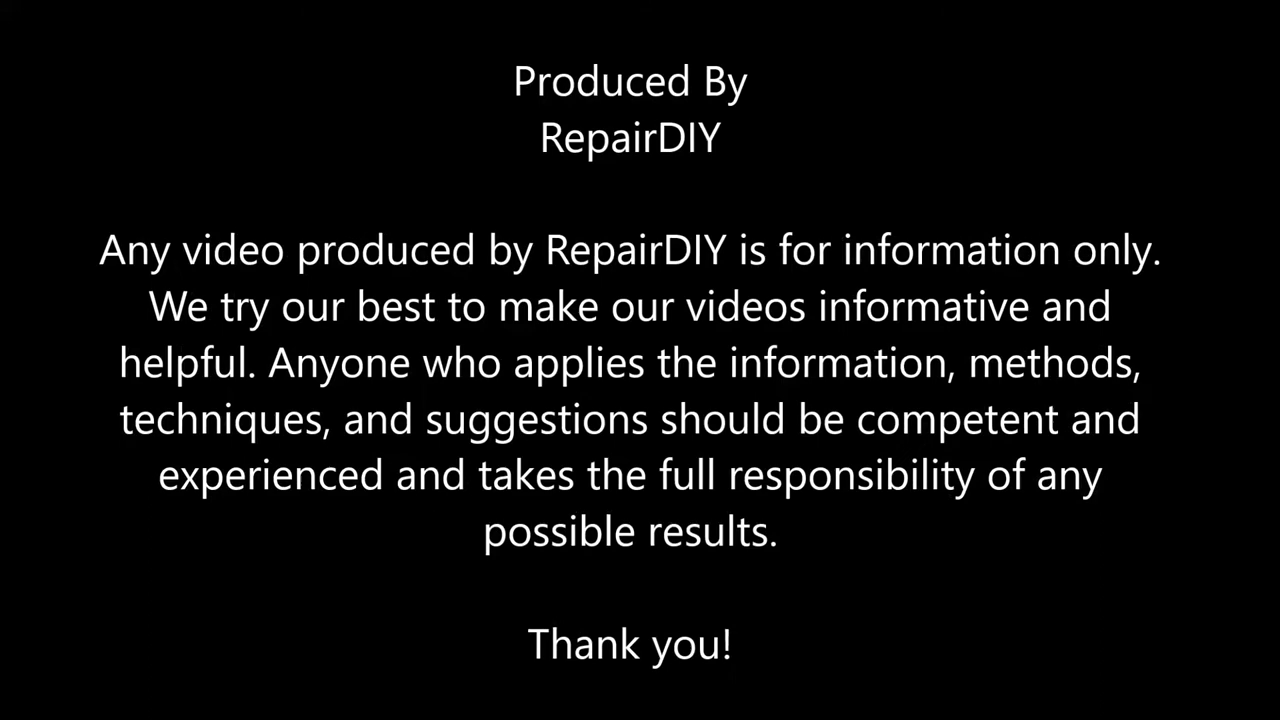 Produced By
RepairDIY
Any video produced by RepairDIY is for information only.
We try our best to make our videos informative and
helpful. Anyone who applies the information, methods,
techniques, and suggestions should be competent and
experienced and takes the full responsibility of any
possible results.
Thank you!